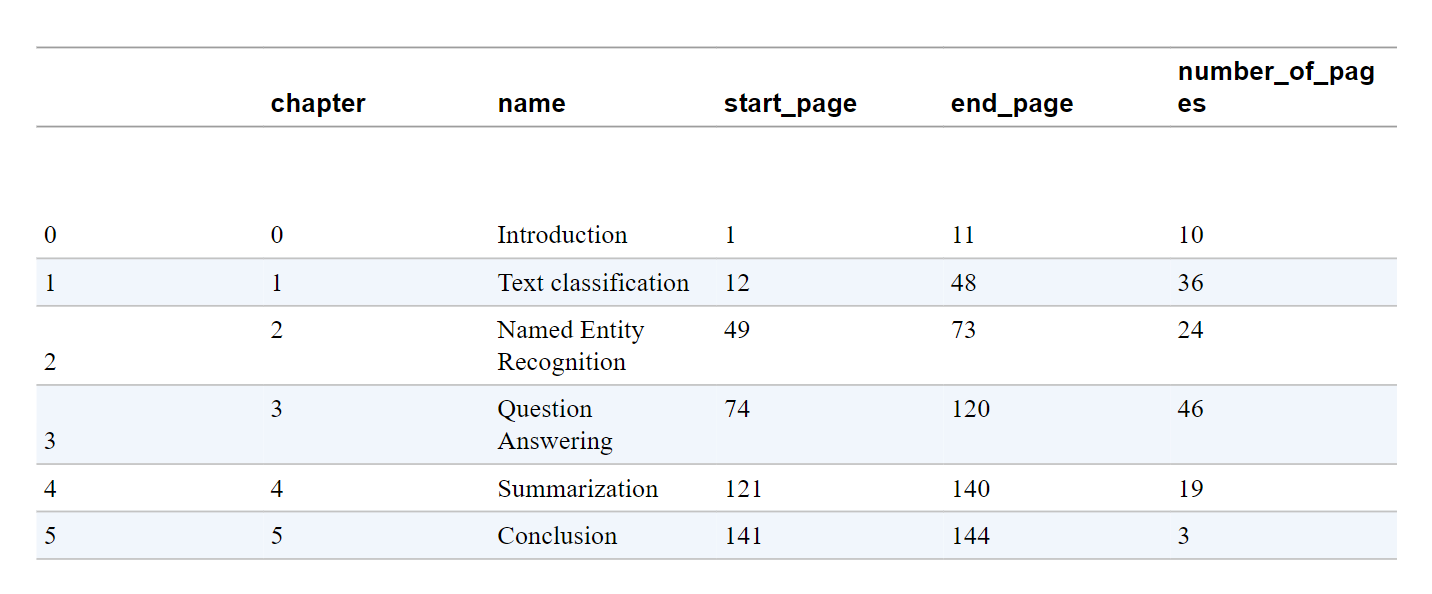 chapter name start_page end_page number_of_pag
es
0 0 Introduction 1 11 10
1 1 Text classification 12 48 36
2 Named Entity 49 73 24
2 Recognition
3 Question 74 120 46
3 Answering
4 4 Summarization 121 140 19
5 5 Conclusion 141 144 3